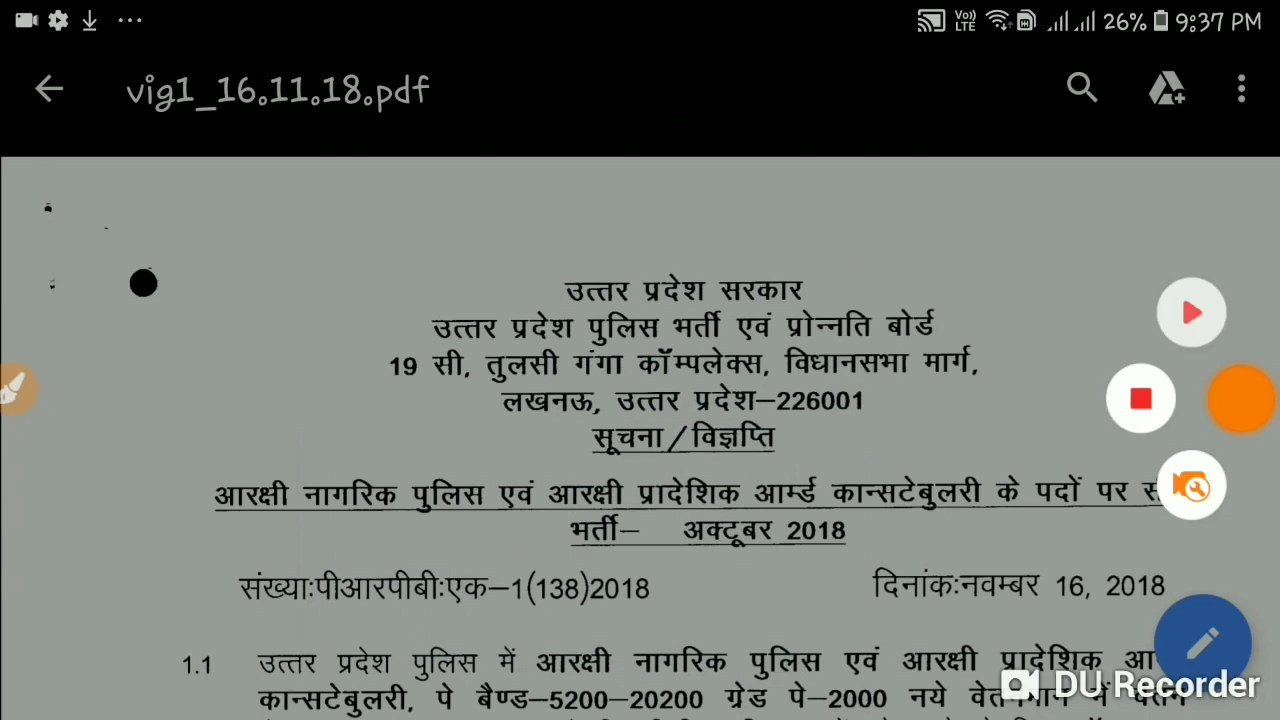 26% 9:37 PM
vig1_16.11.18.pdf
उत्तर प्रदेश सरकार
उत्तर प्रदेश पुलिस भर्ती एवं प्रोन्नति बोर्ड
19 सी, तुलसी गंगा कॉम्पलेक्स, विधानसभा मार्ग,
लखनऊ, उत्तर प्रदेश–226001
सूचना/विज्ञप्ति
आरक्षी नागरिक पुलिस एवं आरक्षी प्रादेशिक आर्म्ड कान्सटेबुलरी के पदों पर
भर्ती– अक्टूबर 2018
संख्याःपीआरपीबीःएक–1(138)2018 दिनांकःनवम्बर 16, 2018
1.1 उत्तर प्रदेश पुलिस में आरक्षी नागरिक पुलिस एवं आरक्षी प्रादेशिक
कान्सटेबुलरी, पे बैण्ड–5200–20200 ग्रेड पे–2000 नये
DU Recorder